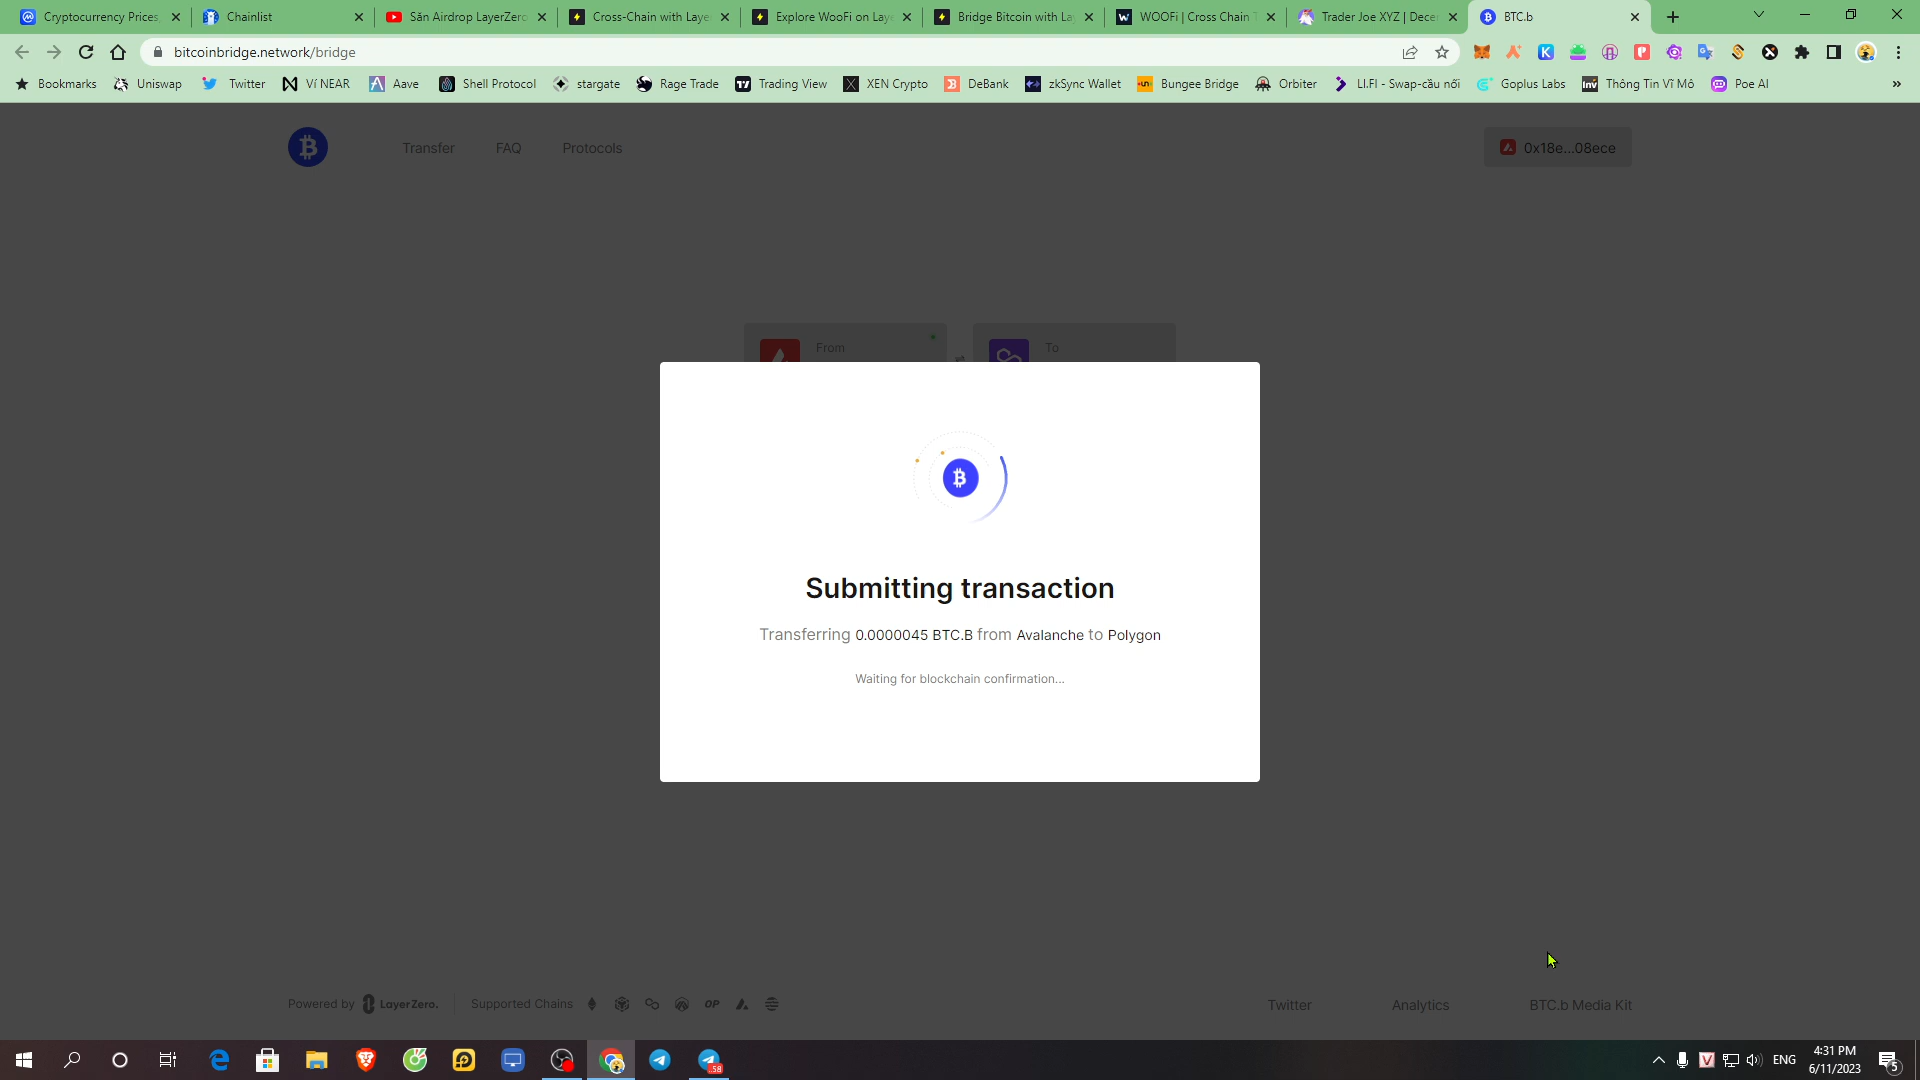 Cryptocurrency Prices,
Chainlist
Săn Airdrop LayerZero
Cross-Chain with Laye
Explore WooFi on Laye
Bridge Bitcoin with La
WOOFi | Cross Chain T
Trader Joe XYZ | Decen
BTC.b
bitcoinbridge.network/bridge
Bookmarks
Uniswap
Twitter
Ví NEAR
Aave
Shell Protocol
stargate
Rage Trade
Trading View
XEN Crypto
DeBank
zkSync Wallet
Bungee Bridge
Orbiter
LI.FI - Swap-cầu nối
Goplus Labs
Thông Tin Vĩ Mô
Poe AI
Transfer
FAQ
Protocols
0x18e...08ece
From
To
Submitting transaction
Transferring 0.0000045 BTC.B from Avalanche to Polygon
Waiting for blockchain confirmation...
Powered by LayerZero.
Supported Chains
OP
Twitter
Analytics
BTC.b Media Kit
58
ENG
4:31 PM
6/11/2023
5